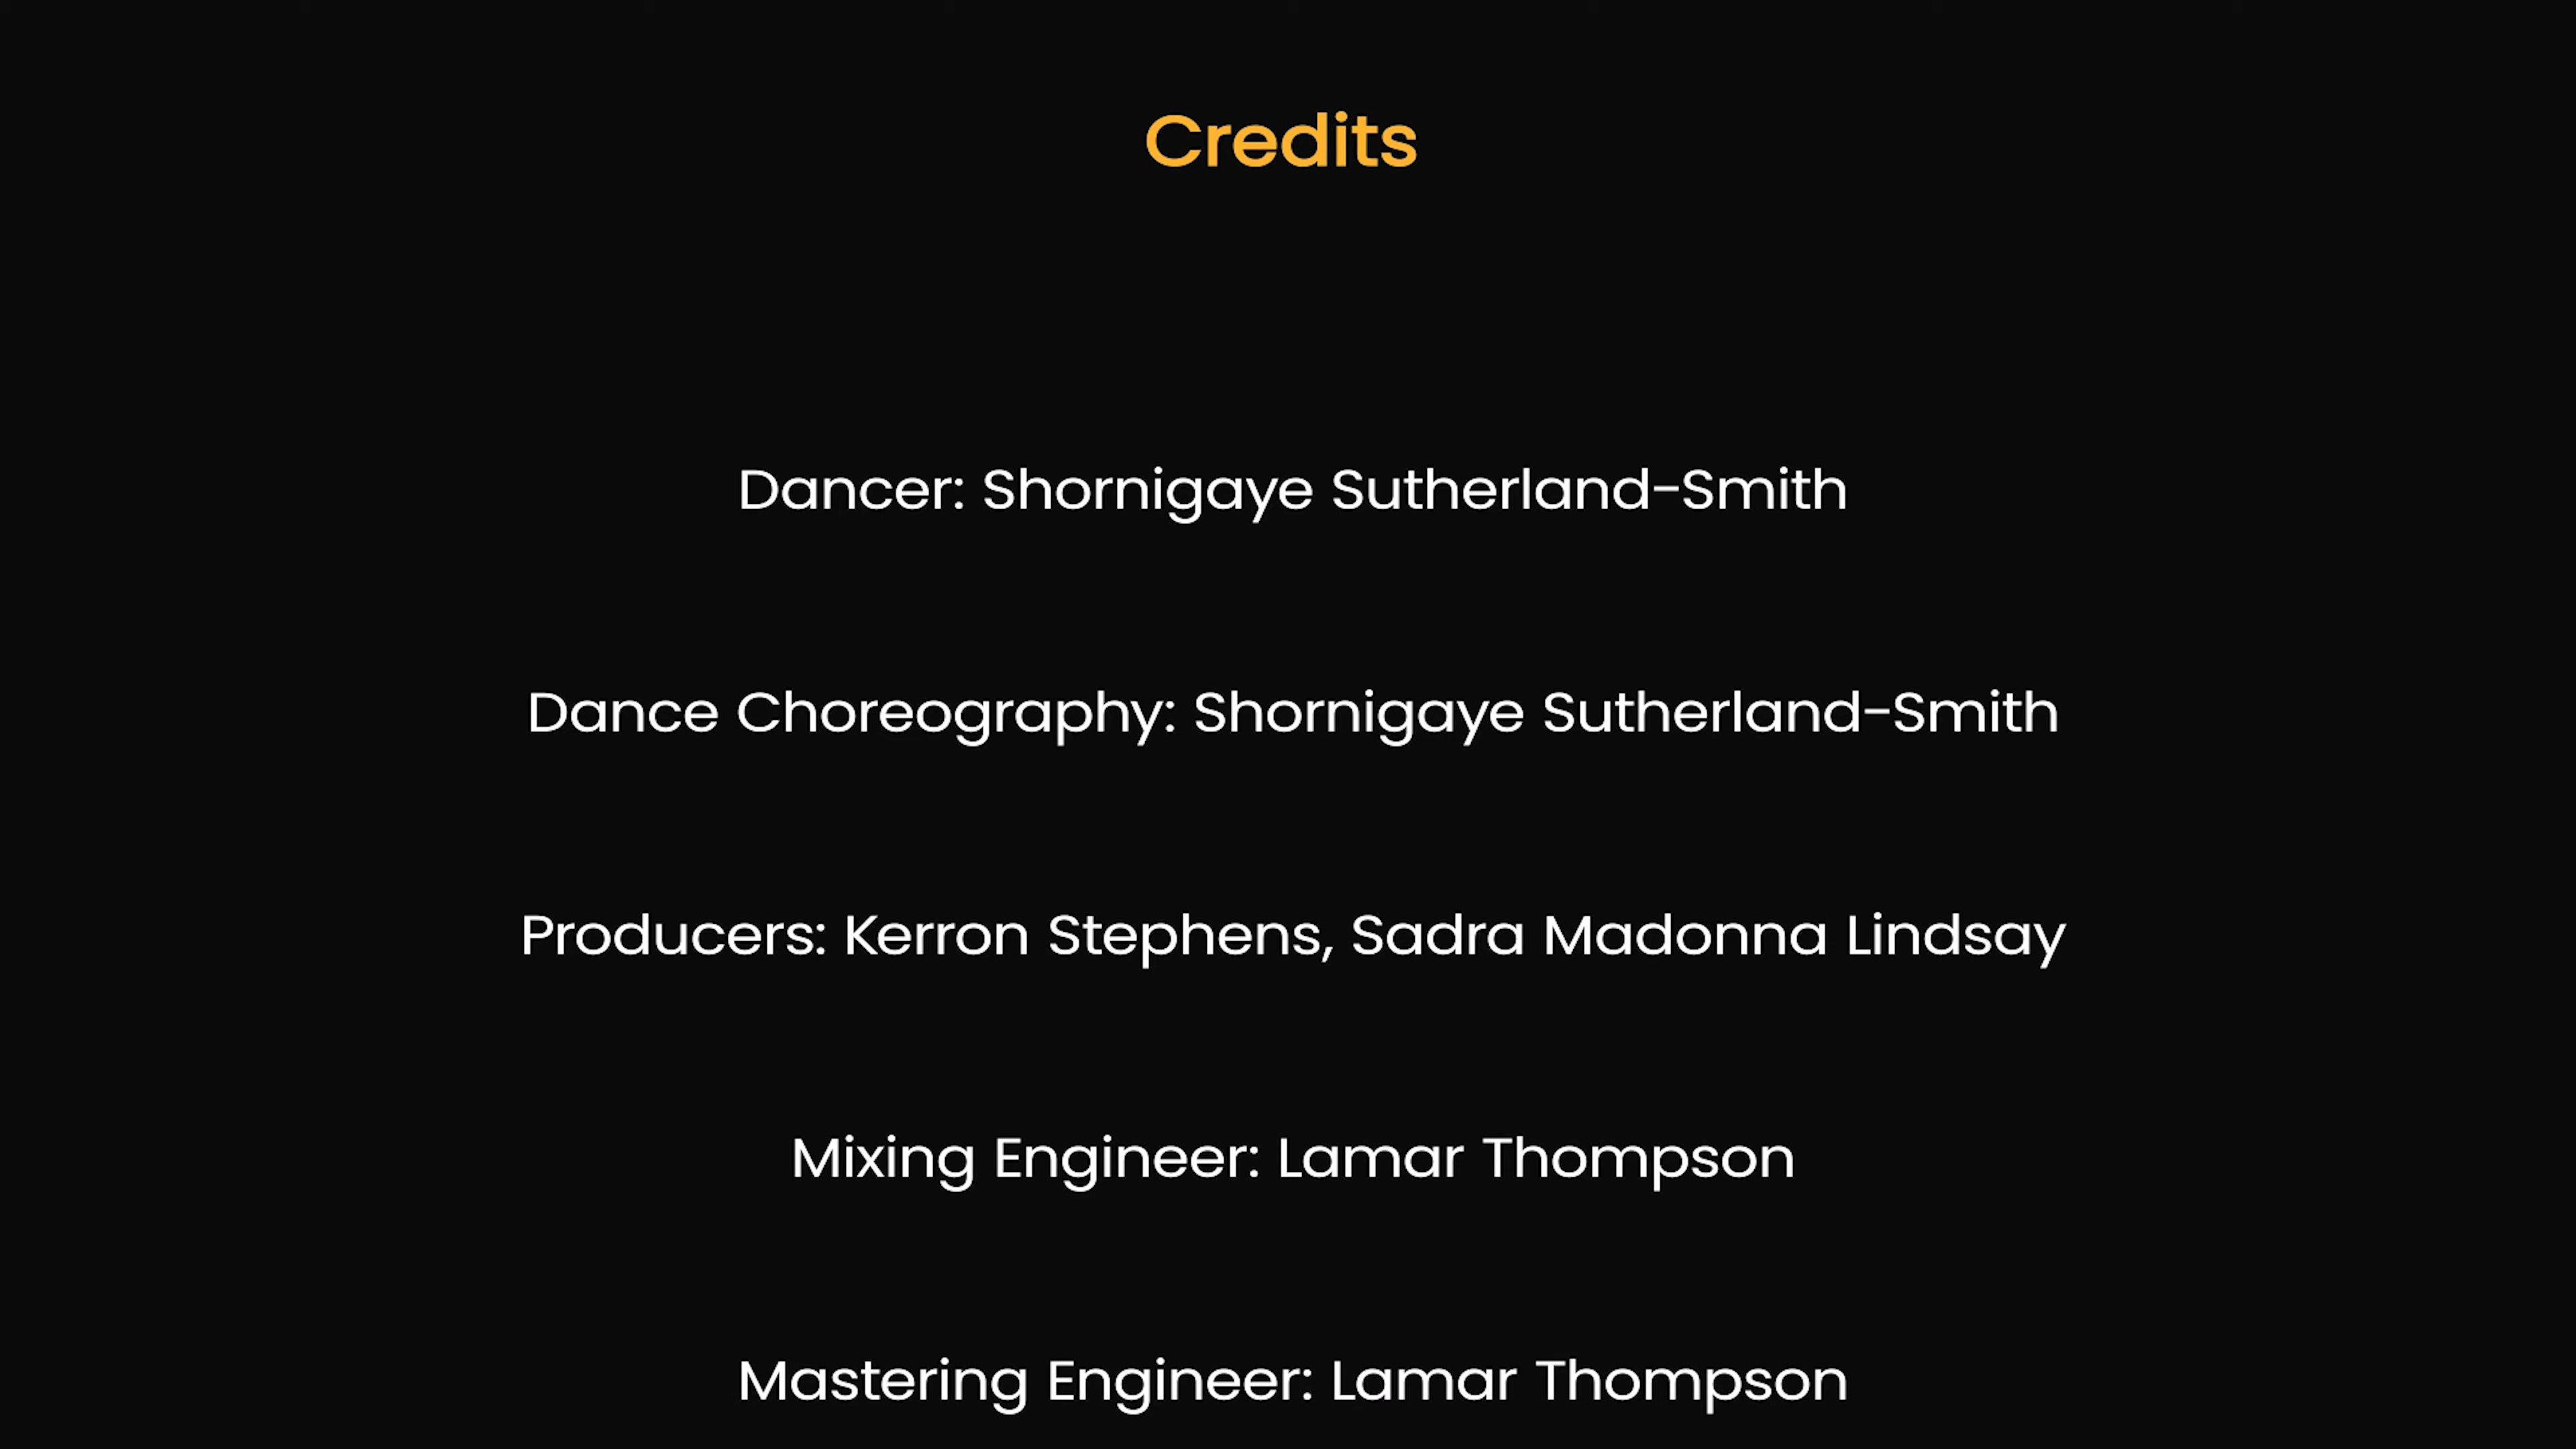 Credits
Dancer: Shornigaye Sutherland-Smith
Dance Choreography: Shornigaye Sutherland-Smith
Producers: Kerron Stephens, Sadra Madonna Lindsay
Mixing Engineer: Lamar Thompson
Mastering Engineer: Lamar Thompson